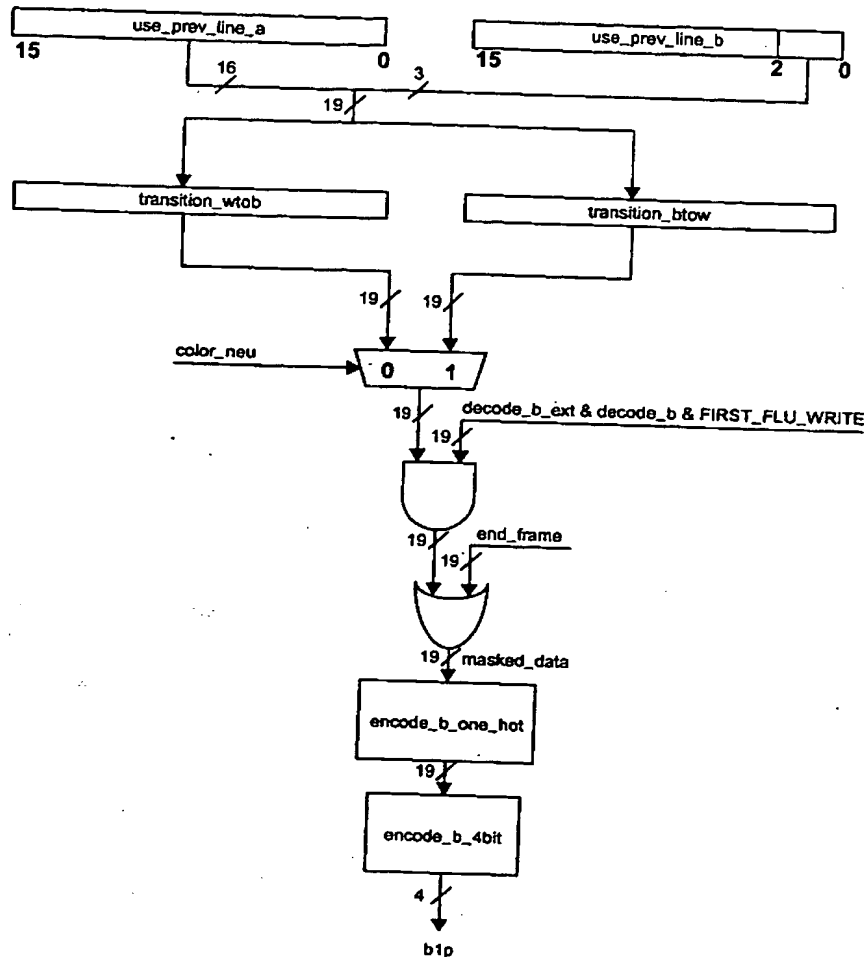 use_prev_line_a
use_prev_line_b
15
0
15
2
0
16
3
19
transition_wtob
transition_btow
19
19
color_neu
0
1
19
decode_b_ext & decode_b & FIRST_FLU_WRITE
19
19
end_frame
19
19
masked_data
encode_b_one_hot
19
encode_b_4bit
4
b1p